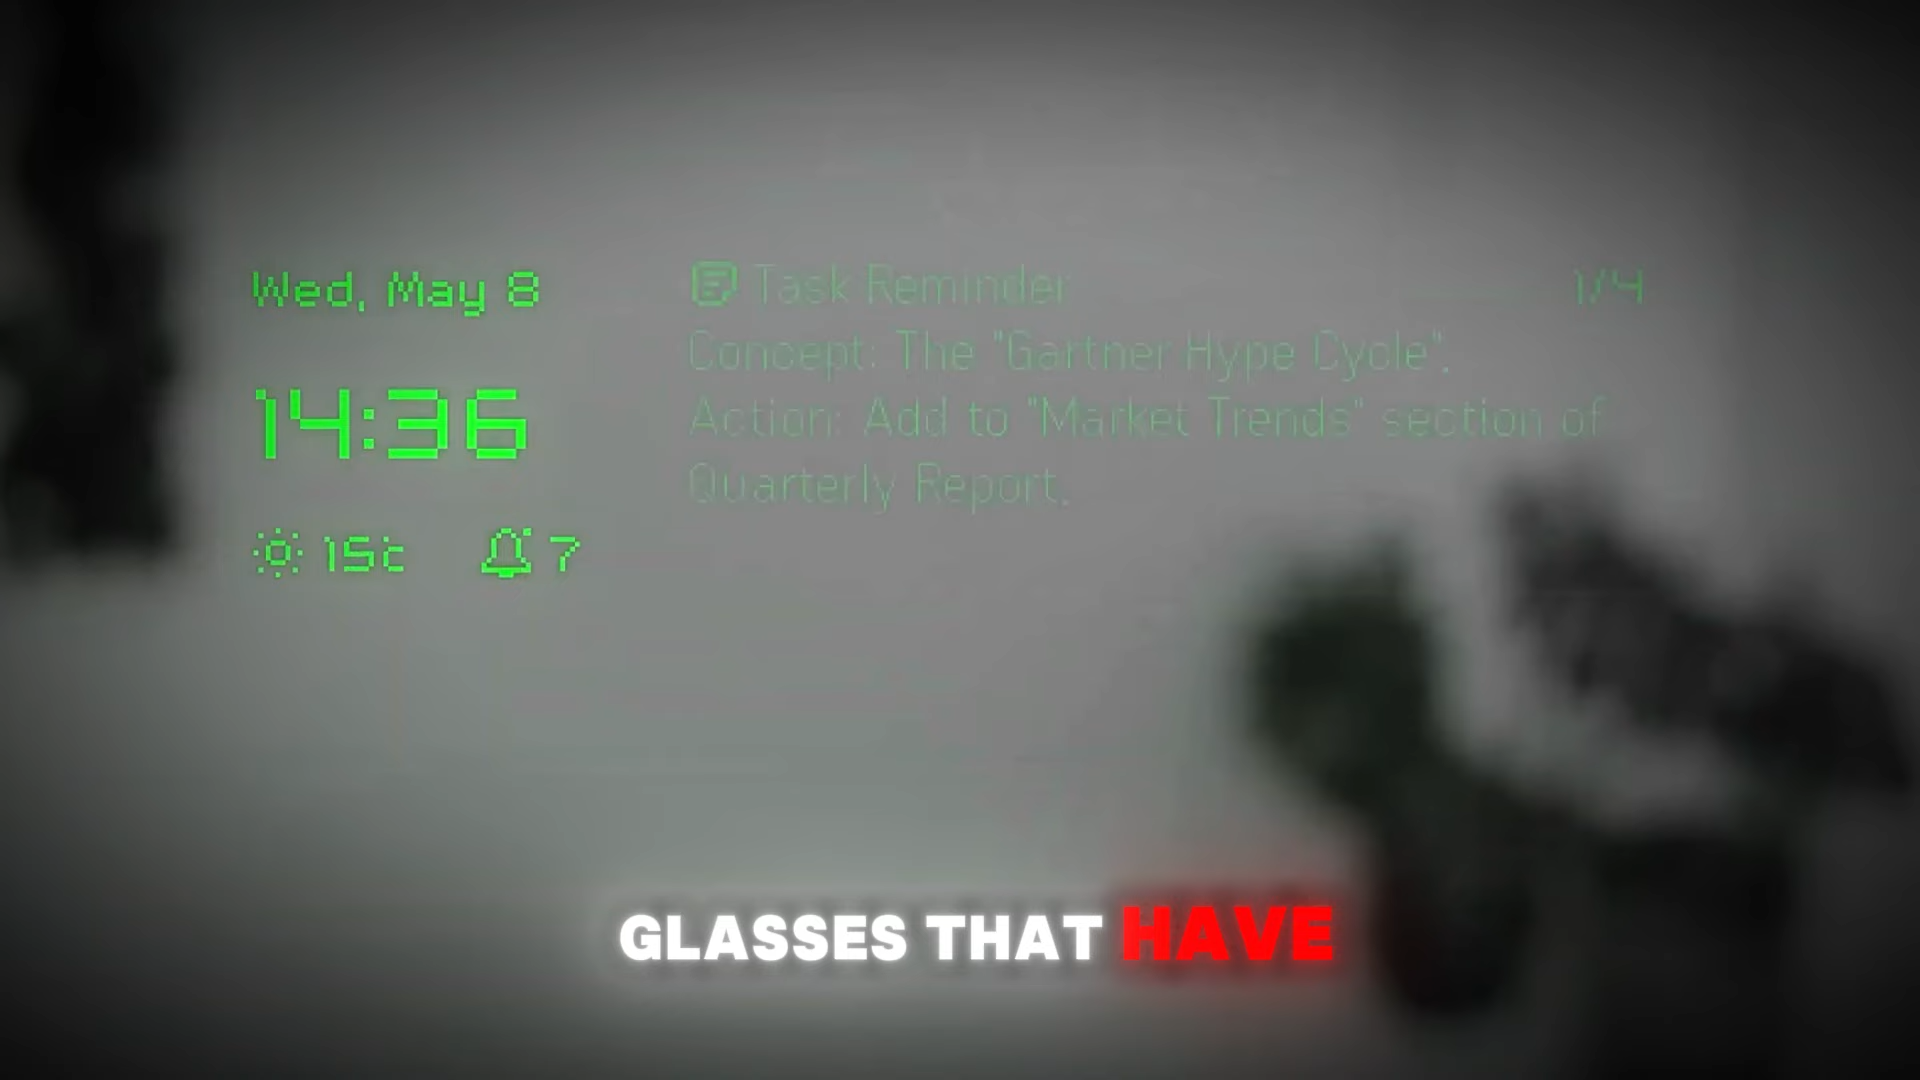 Wed, May 8
14:36
15c 7
Task Reminder 1/4
Concept: The "Gartner Hype Cycle".
Action: Add to "Market Trends" section of
Quarterly Report.
GLASSES THAT HAVE